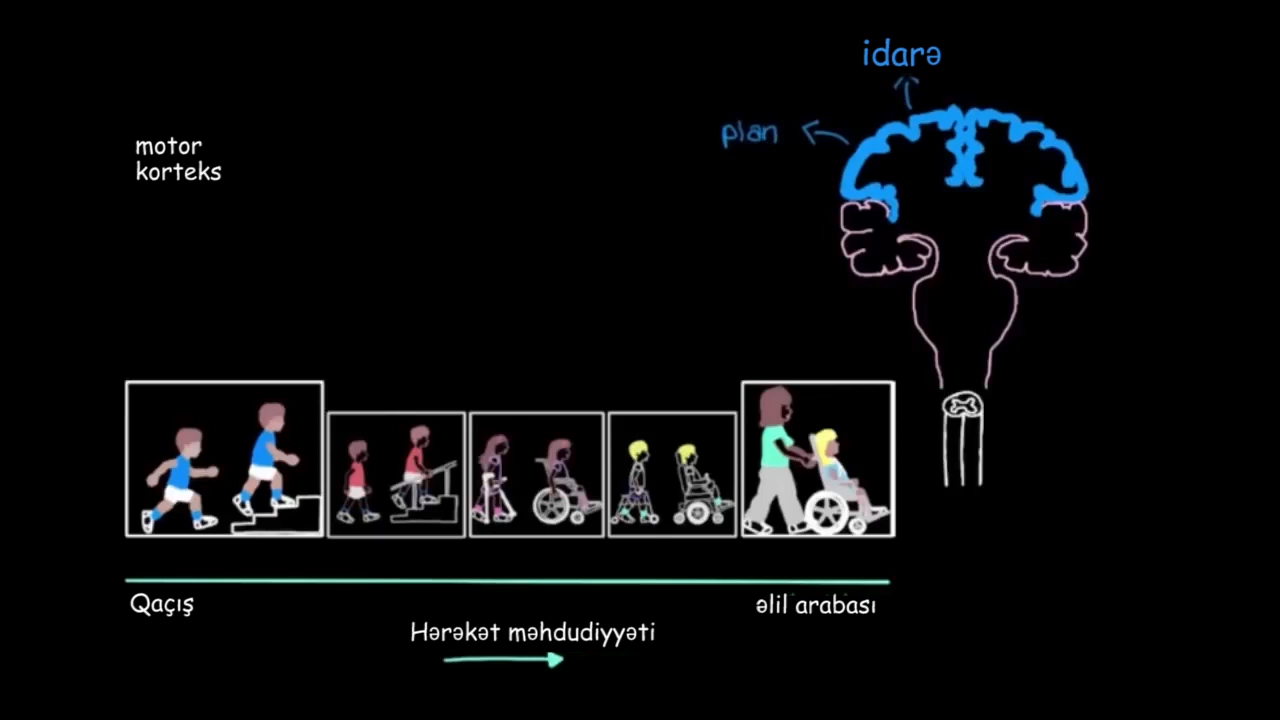 idarə
plan
motor
korteks
Qaçış
əlil arabası
Hərəkət məhdudiyyəti